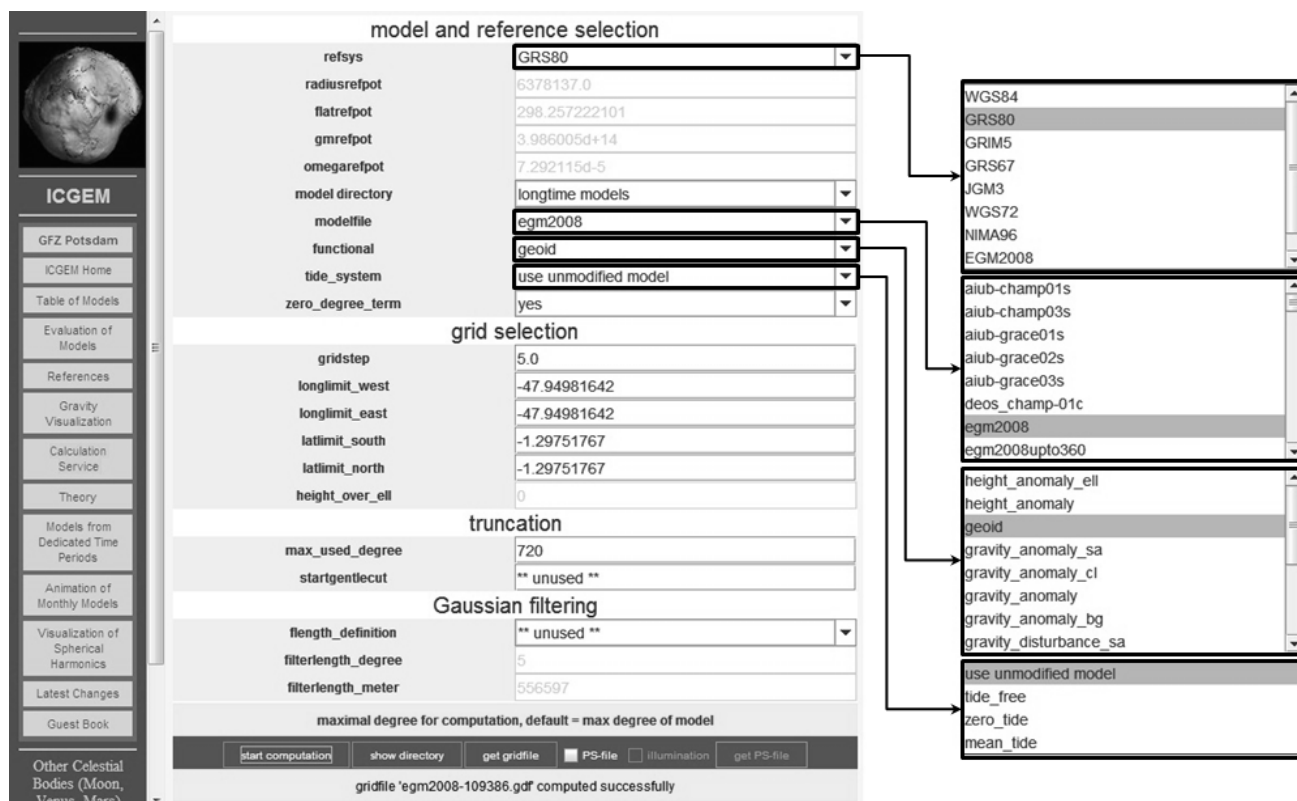 ICGEM
GFZ Potsdam
ICGEM Home
Table of Models
Evaluation of
Models
References
Gravity
Visualization
Calculation
Service
Theory
Models from
Dedicated Time
Periods
Animation of
Monthly Models
Visualization of
Spherical
Harmonics
Latest Changes
Guest Book
Other Celestial
Bodies (Moon,
Venus, Mars)
model and reference selection
refsys GRS80
radiusrefpot 6378137.0
flatrefpot 298.257222101
gmrefpot 3.986005d+14
omegarefpot 7.292115d-5
model directory longtime models
modelfile egm2008
functional geoid
tide_system use unmodified model
zero_degree_term yes
grid selection
gridstep 5.0
longlimit_west -47.94981642
longlimit_east -47.94981642
latlimit_south -1.29751767
latlimit_north -1.29751767
height_over_ell 0
truncation
max_used_degree 720
startgentlecut ** unused **
Gaussian filtering
flength_definition ** unused **
filterlength_degree 5
filterlength_meter 556597
maximal degree for computation, default = max degree of model
start computation show directory get gridfile PS-file illumination get PS-file
gridfile 'egm2008-109386.gdf' computed successfully
WGS84
GRS80
GRIM5
GRS67
JGM3
WGS72
NIMA96
EGM2008
aiub-champ01s
aiub-champ03s
aiub-grace01s
aiub-grace02s
aiub-grace03s
deos_champ-01c
egm2008
egm2008upto360
height_anomaly_ell
height_anomaly
geoid
gravity_anomaly_sa
gravity_anomaly_cl
gravity_anomaly
gravity_anomaly_bg
gravity_disturbance_sa
use unmodified model
tide_free
zero_tide
mean_tide